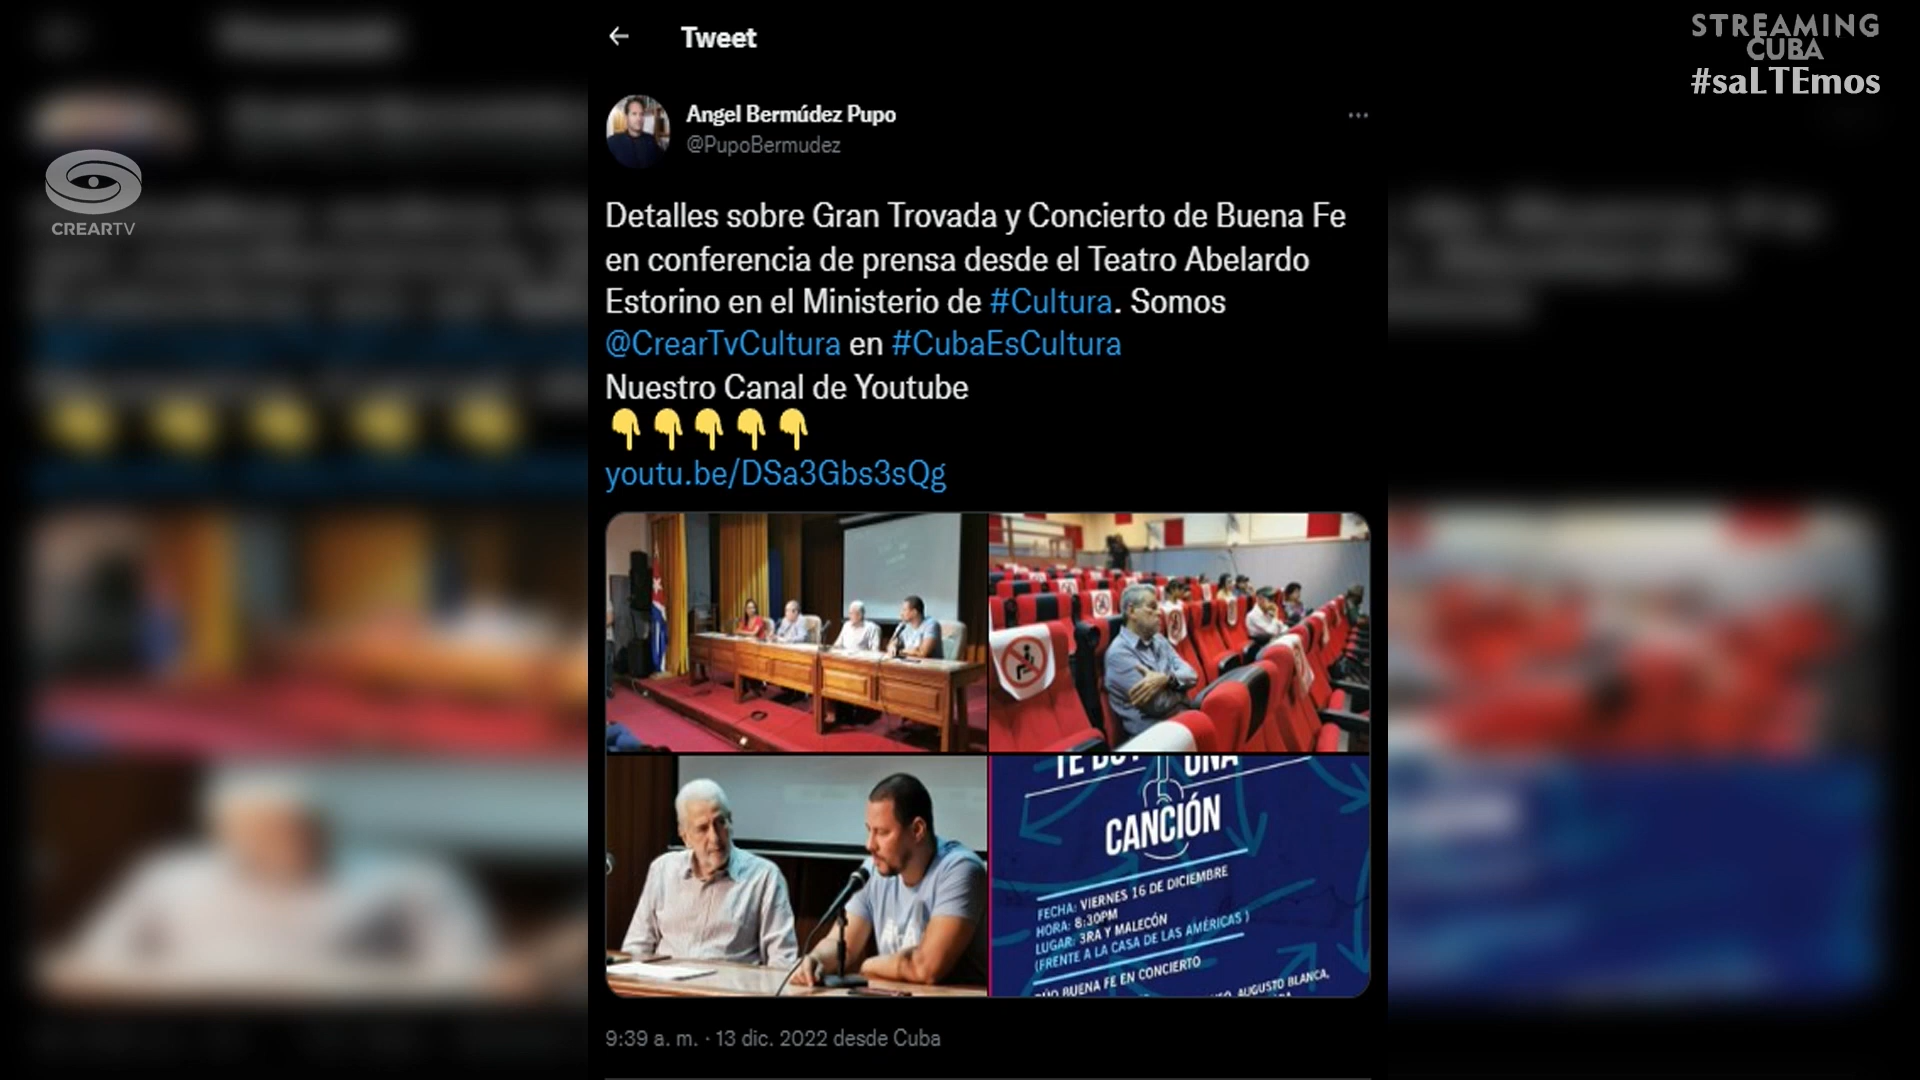 STREAMING
CUBA
#saLTEmos
CREARTV
Tweet
Angel Bermúdez Pupo
@PupoBermudez
Detalles sobre Gran Trovada y Concierto de Buena Fe
en conferencia de prensa desde el Teatro Abelardo
Estorino en el Ministerio de #Cultura. Somos
@CrearTvCultura en #CubaEsCultura
Nuestro Canal de Youtube
youtu.be/DSa3Gbs3sQg
UNA
CANCIÓN
FECHA: VIERNES 16 DE DICIEMBRE
HORA: 8:30PM
LUGAR: 3RA Y MALECÓN
(FRENTE A LA CASA DE LAS AMÉRICAS )
DÚO BUENA FE EN CONCIERTO
AUGUSTO BLANCA,
9:39 a. m. · 13 dic. 2022 desde Cuba